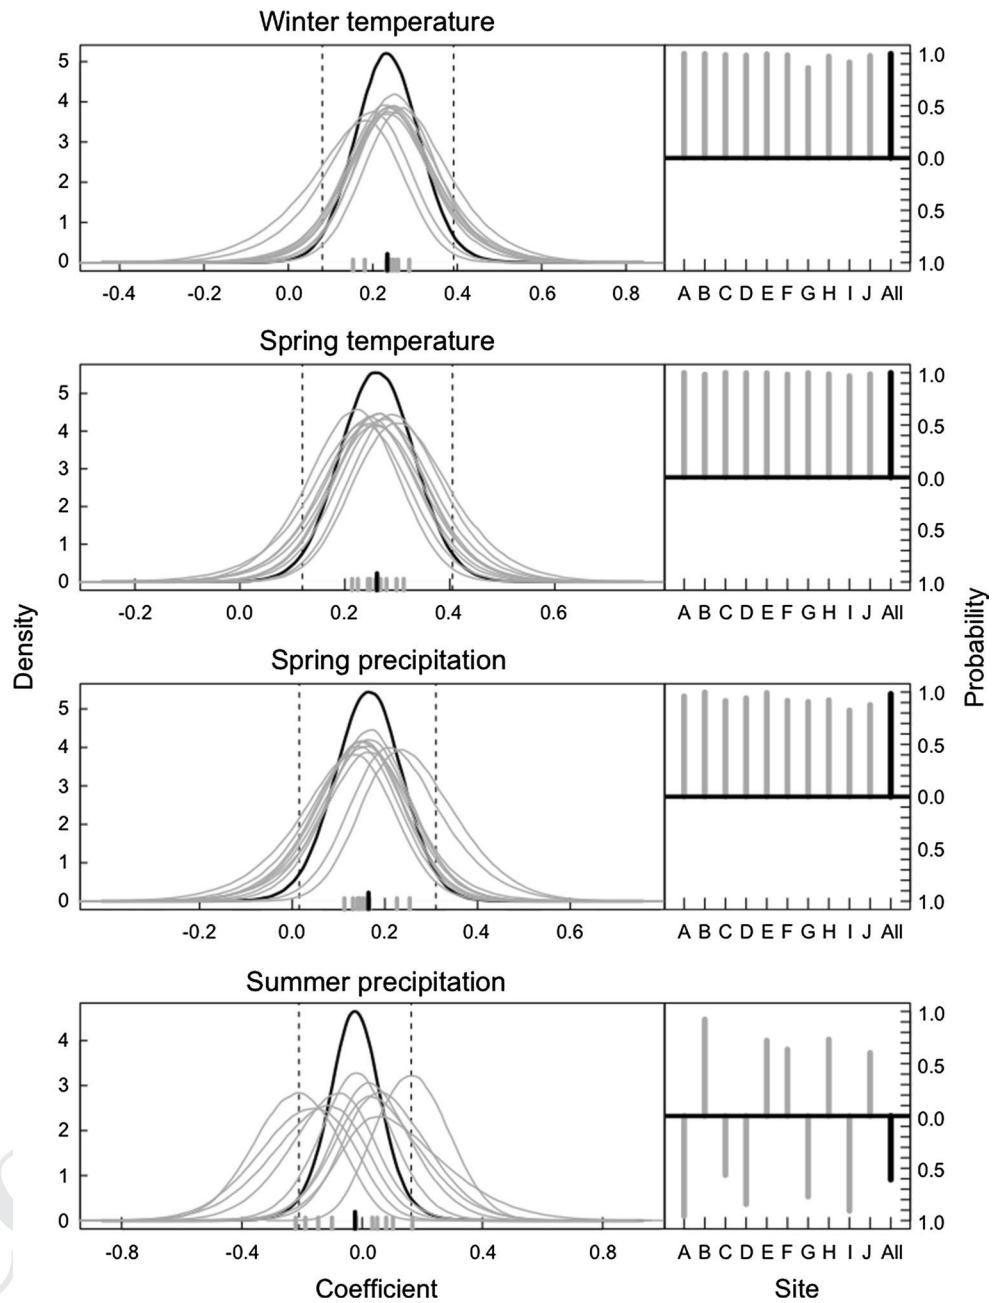 Winter temperature
5
4
3
2
1
0
-0.4 -0.2 0.0 0.2 0.4 0.6 0.8
1.0
0.5
0.0
0.5
1.0
A B C D E F G H I J All
Spring temperature
5
4
3
2
1
0
-0.2 0.0 0.2 0.4 0.6
1.0
0.5
0.0
0.5
1.0
A B C D E F G H I J All
Density
Probability
Spring precipitation
5
4
3
2
1
0
-0.2 0.0 0.2 0.4 0.6
1.0
0.5
0.0
0.5
1.0
A B C D E F G H I J All
Summer precipitation
4
3
2
1
0
-0.8 -0.4 0.0 0.4 0.8
1.0
0.5
0.0
0.5
1.0
A B C D E F G H I J All
Coefficient
Site